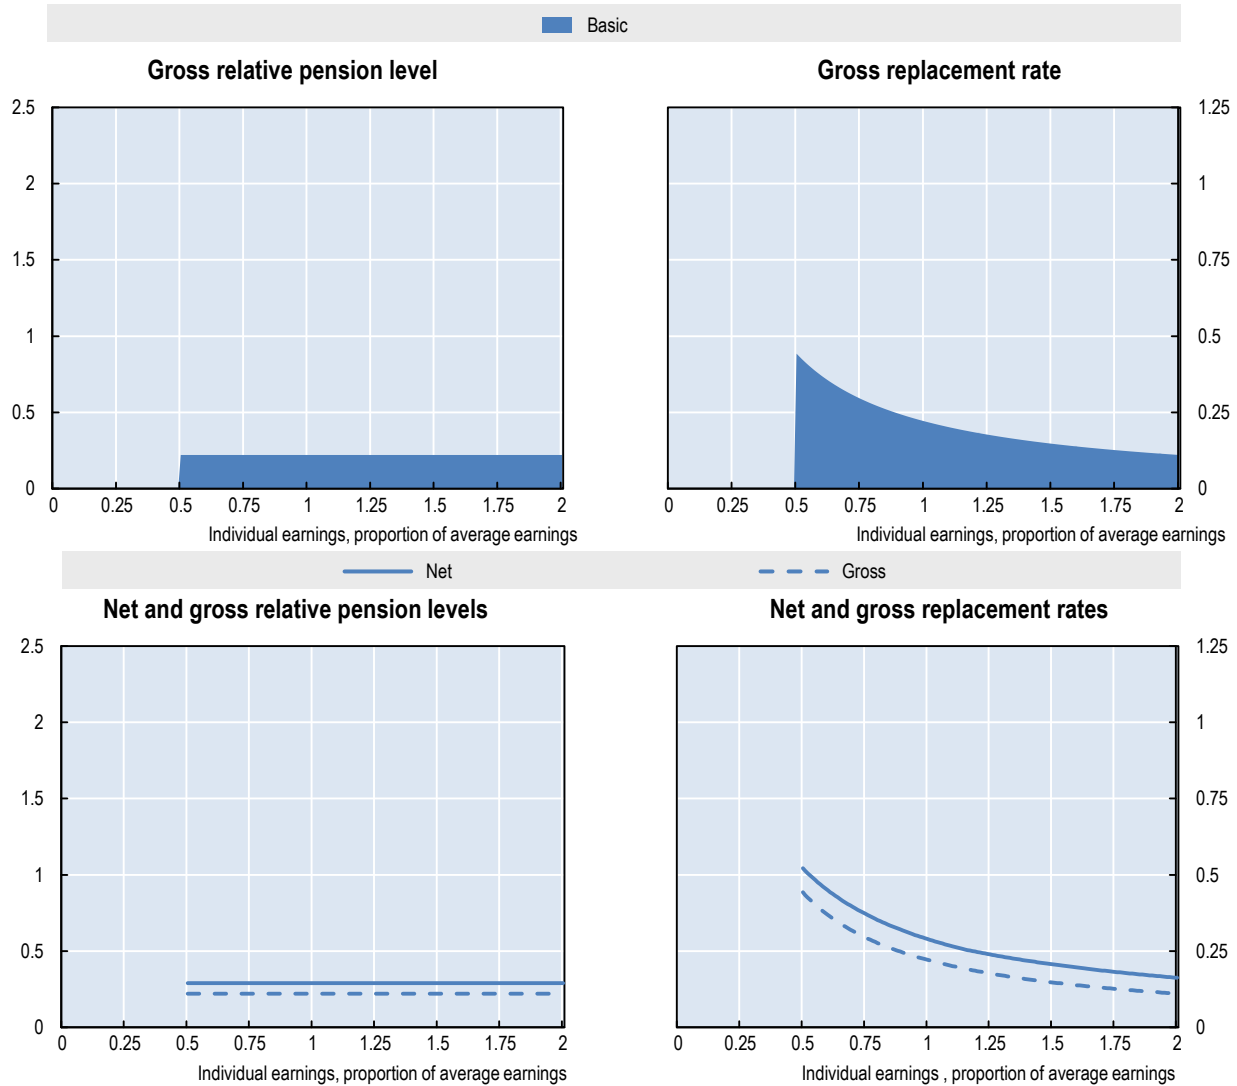 Basic
Gross relative pension level
2.5
2
1.5
1
0.5
0
0 0.25 0.5 0.75 1 1.25 1.5 1.75 2
Individual earnings, proportion of average earnings
Gross replacement rate
1.25
1
0.75
0.5
0.25
0
0 0.25 0.5 0.75 1 1.25 1.5 1.75 2
Individual earnings, proportion of average earnings
Net Gross
Net and gross relative pension levels
2.5
2
1.5
1
0.5
0
0 0.25 0.5 0.75 1 1.25 1.5 1.75 2
Individual earnings, proportion of average earnings
Net and gross replacement rates
1.25
1
0.75
0.5
0.25
0
0 0.25 0.5 0.75 1 1.25 1.5 1.75 2
Individual earnings , proportion of average earnings